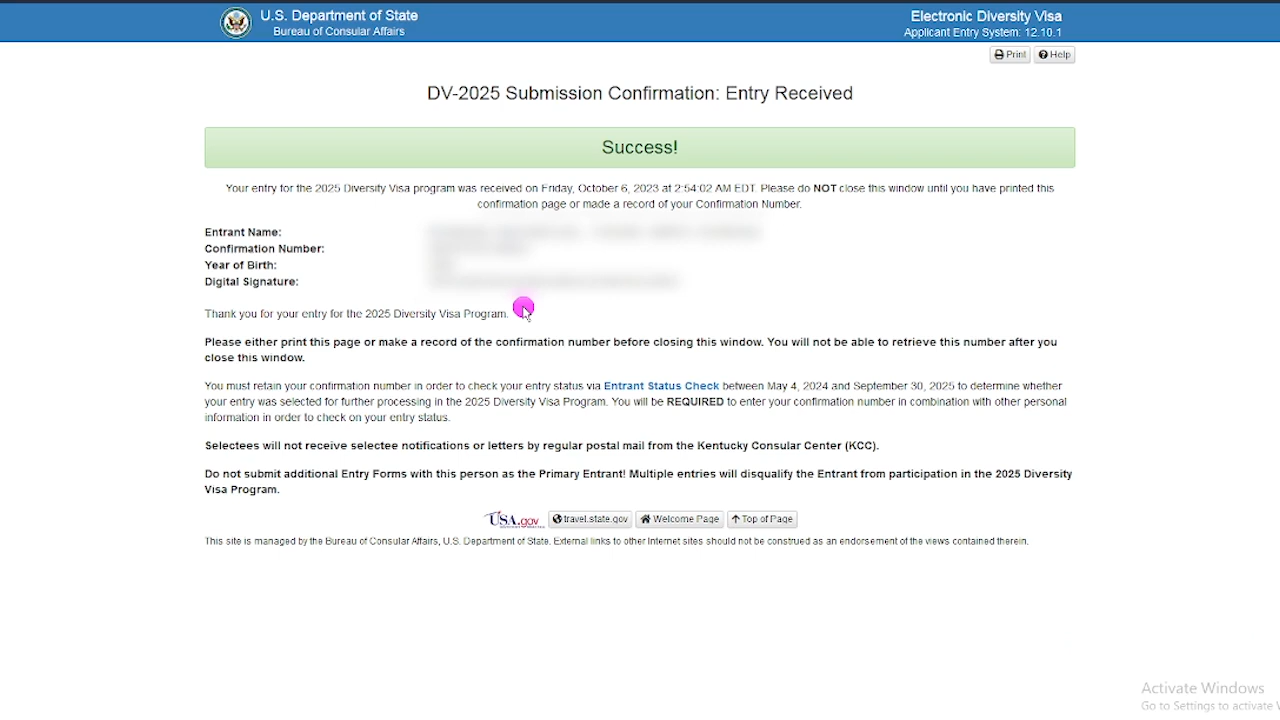 U.S. Department of State
Bureau of Consular Affairs
Electronic Diversity Visa
Applicant Entry System: 12.10.1
Print
Help
DV-2025 Submission Confirmation: Entry Received
Success!
Your entry for the 2025 Diversity Visa program was received on Friday, October 6, 2023 at 2:54:02 AM EDT. Please do NOT close this window until you have printed this
confirmation page or made a record of your Confirmation Number.
Entrant Name:
Confirmation Number:
Year of Birth:
Digital Signature:
Thank you for your entry for the 2025 Diversity Visa Program.
Please either print this page or make a record of the confirmation number before closing this window. You will not be able to retrieve this number after you
close this window.
You must retain your confirmation number in order to check your entry status via Entrant Status Check between May 4, 2024 and September 30, 2025 to determine whether
your entry was selected for further processing in the 2025 Diversity Visa Program. You will be REQUIRED to enter your confirmation number in combination with other personal
information in order to check on your entry status.
Selectees will not receive selectee notifications or letters by regular postal mail from the Kentucky Consular Center (KCC).
Do not submit additional Entry Forms with this person as the Primary Entrant! Multiple entries will disqualify the Entrant from participation in the 2025 Diversity
Visa Program.
USA.gov
travel.state.gov
Welcome Page
Top of Page
This site is managed by the Bureau of Consular Affairs, U.S. Department of State. External links to other Internet sites should not be construed as an endorsement of the views contained therein.
Activate Windows
Go to Settings to activate